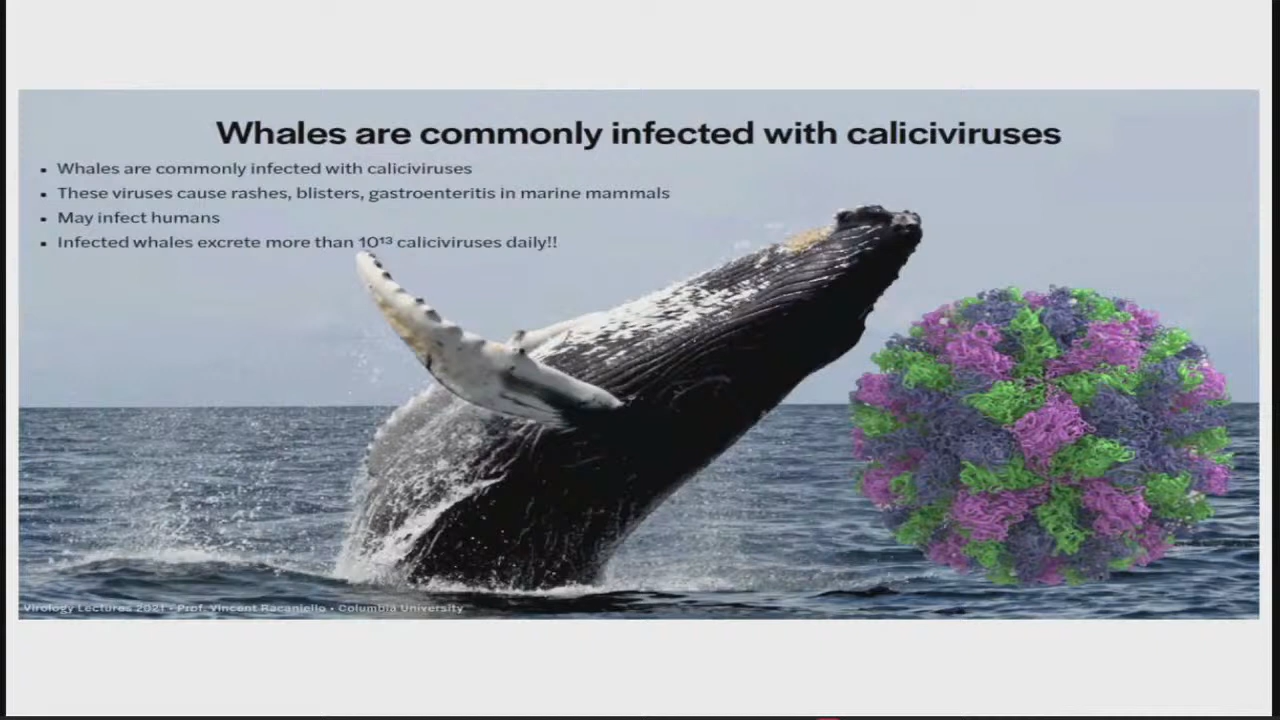 Whales are commonly infected with caliciviruses
▪ Whales are commonly infected with caliciviruses
▪ These viruses cause rashes, blisters, gastroenteritis in marine mammals
▪ May infect humans
▪ Infected whales excrete more than 10¹³ caliciviruses daily!!
Virology Lectures 2021 • Prof. Vincent Racaniello • Columbia University